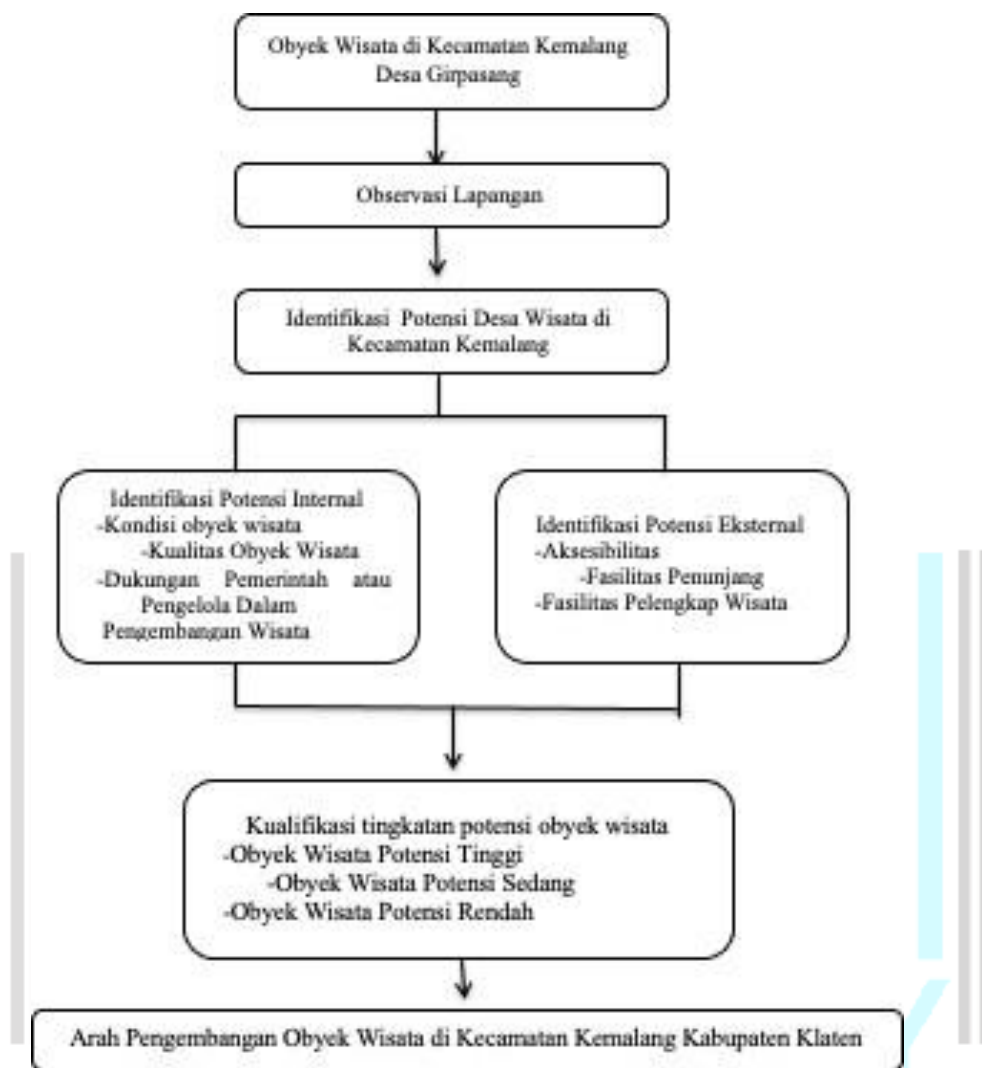 Obyek Wisata di Kecamatan Kemalang
Desa Girpasang
Observasi Lapangan
Identifikasi Potensi Desa Wisata di
Kecamatan Kemalang
Identifikasi Potensi Internal
-Kondisi obyek wisata
-Kualitas Obyek Wisata
-Dukungan Pemerintah atau
Pengelola Dalam
Pengembangan Wisata
Identifikasi Potensi Eksternal
-Aksesibilitas
-Fasilitas Penunjang
-Fasilitas Pelengkap Wisata
Kualifikasi tingkatan potensi obyek wisata
-Obyek Wisata Potensi Tinggi
-Obyek Wisata Potensi Sedang
-Obyek Wisata Potensi Rendah
Arah Pengembangan Obyek Wisata di Kecamatan Kemalang Kabupaten Klaten